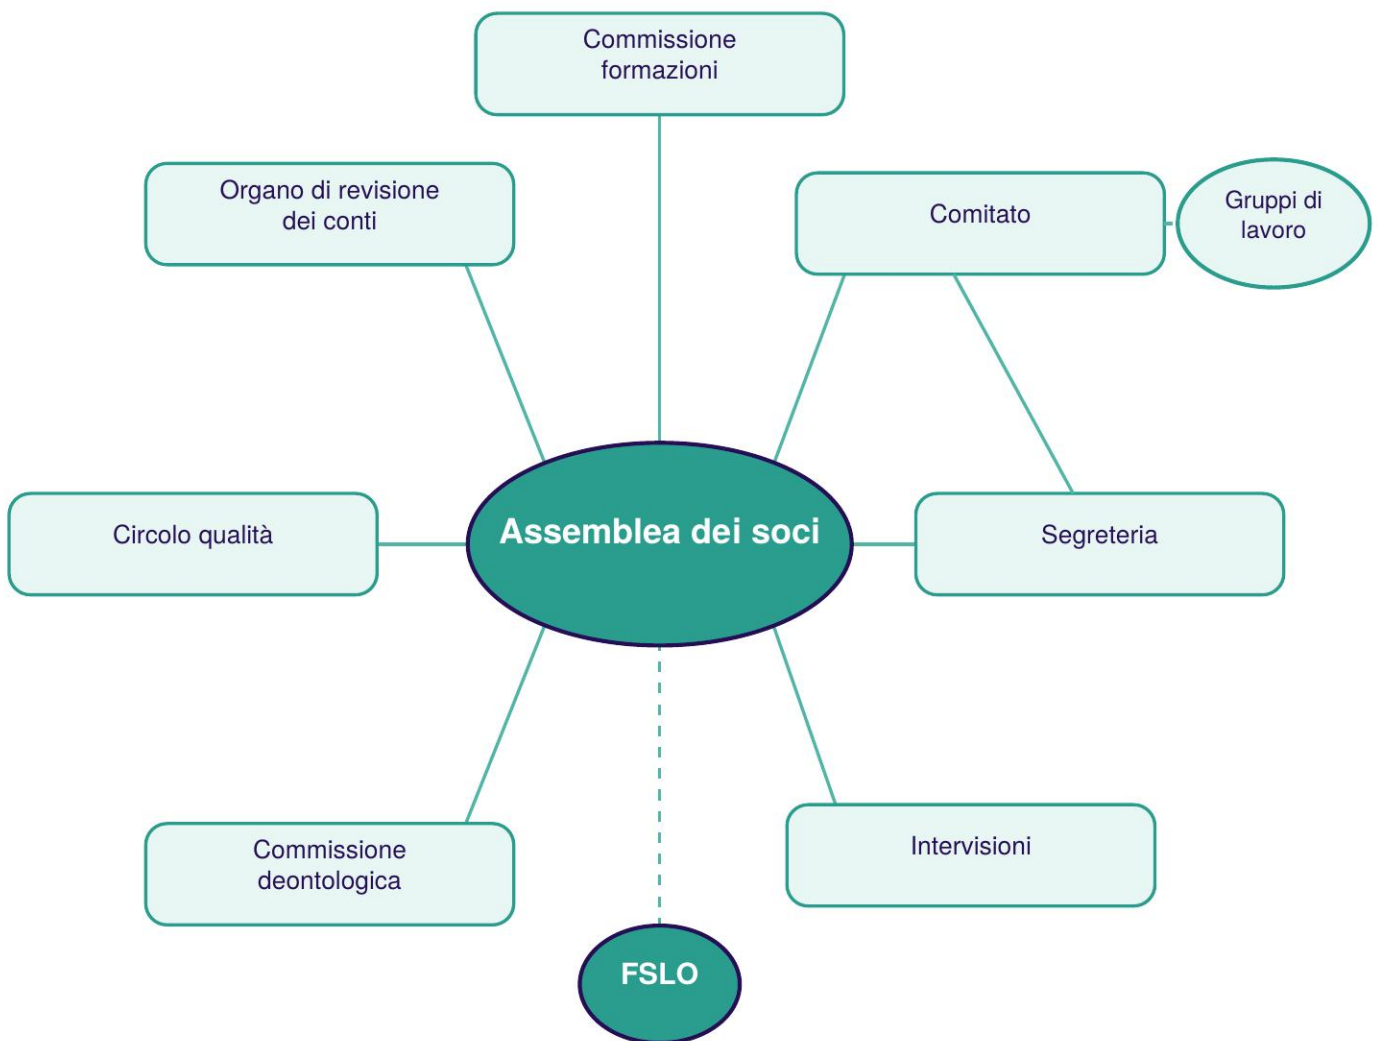 Commissione
formazioni
Organo di revisione
dei conti
Comitato
Gruppi di
lavoro
Circolo qualità
Assemblea dei soci
Segreteria
Commissione
deontologica
Intervisioni
FSLO